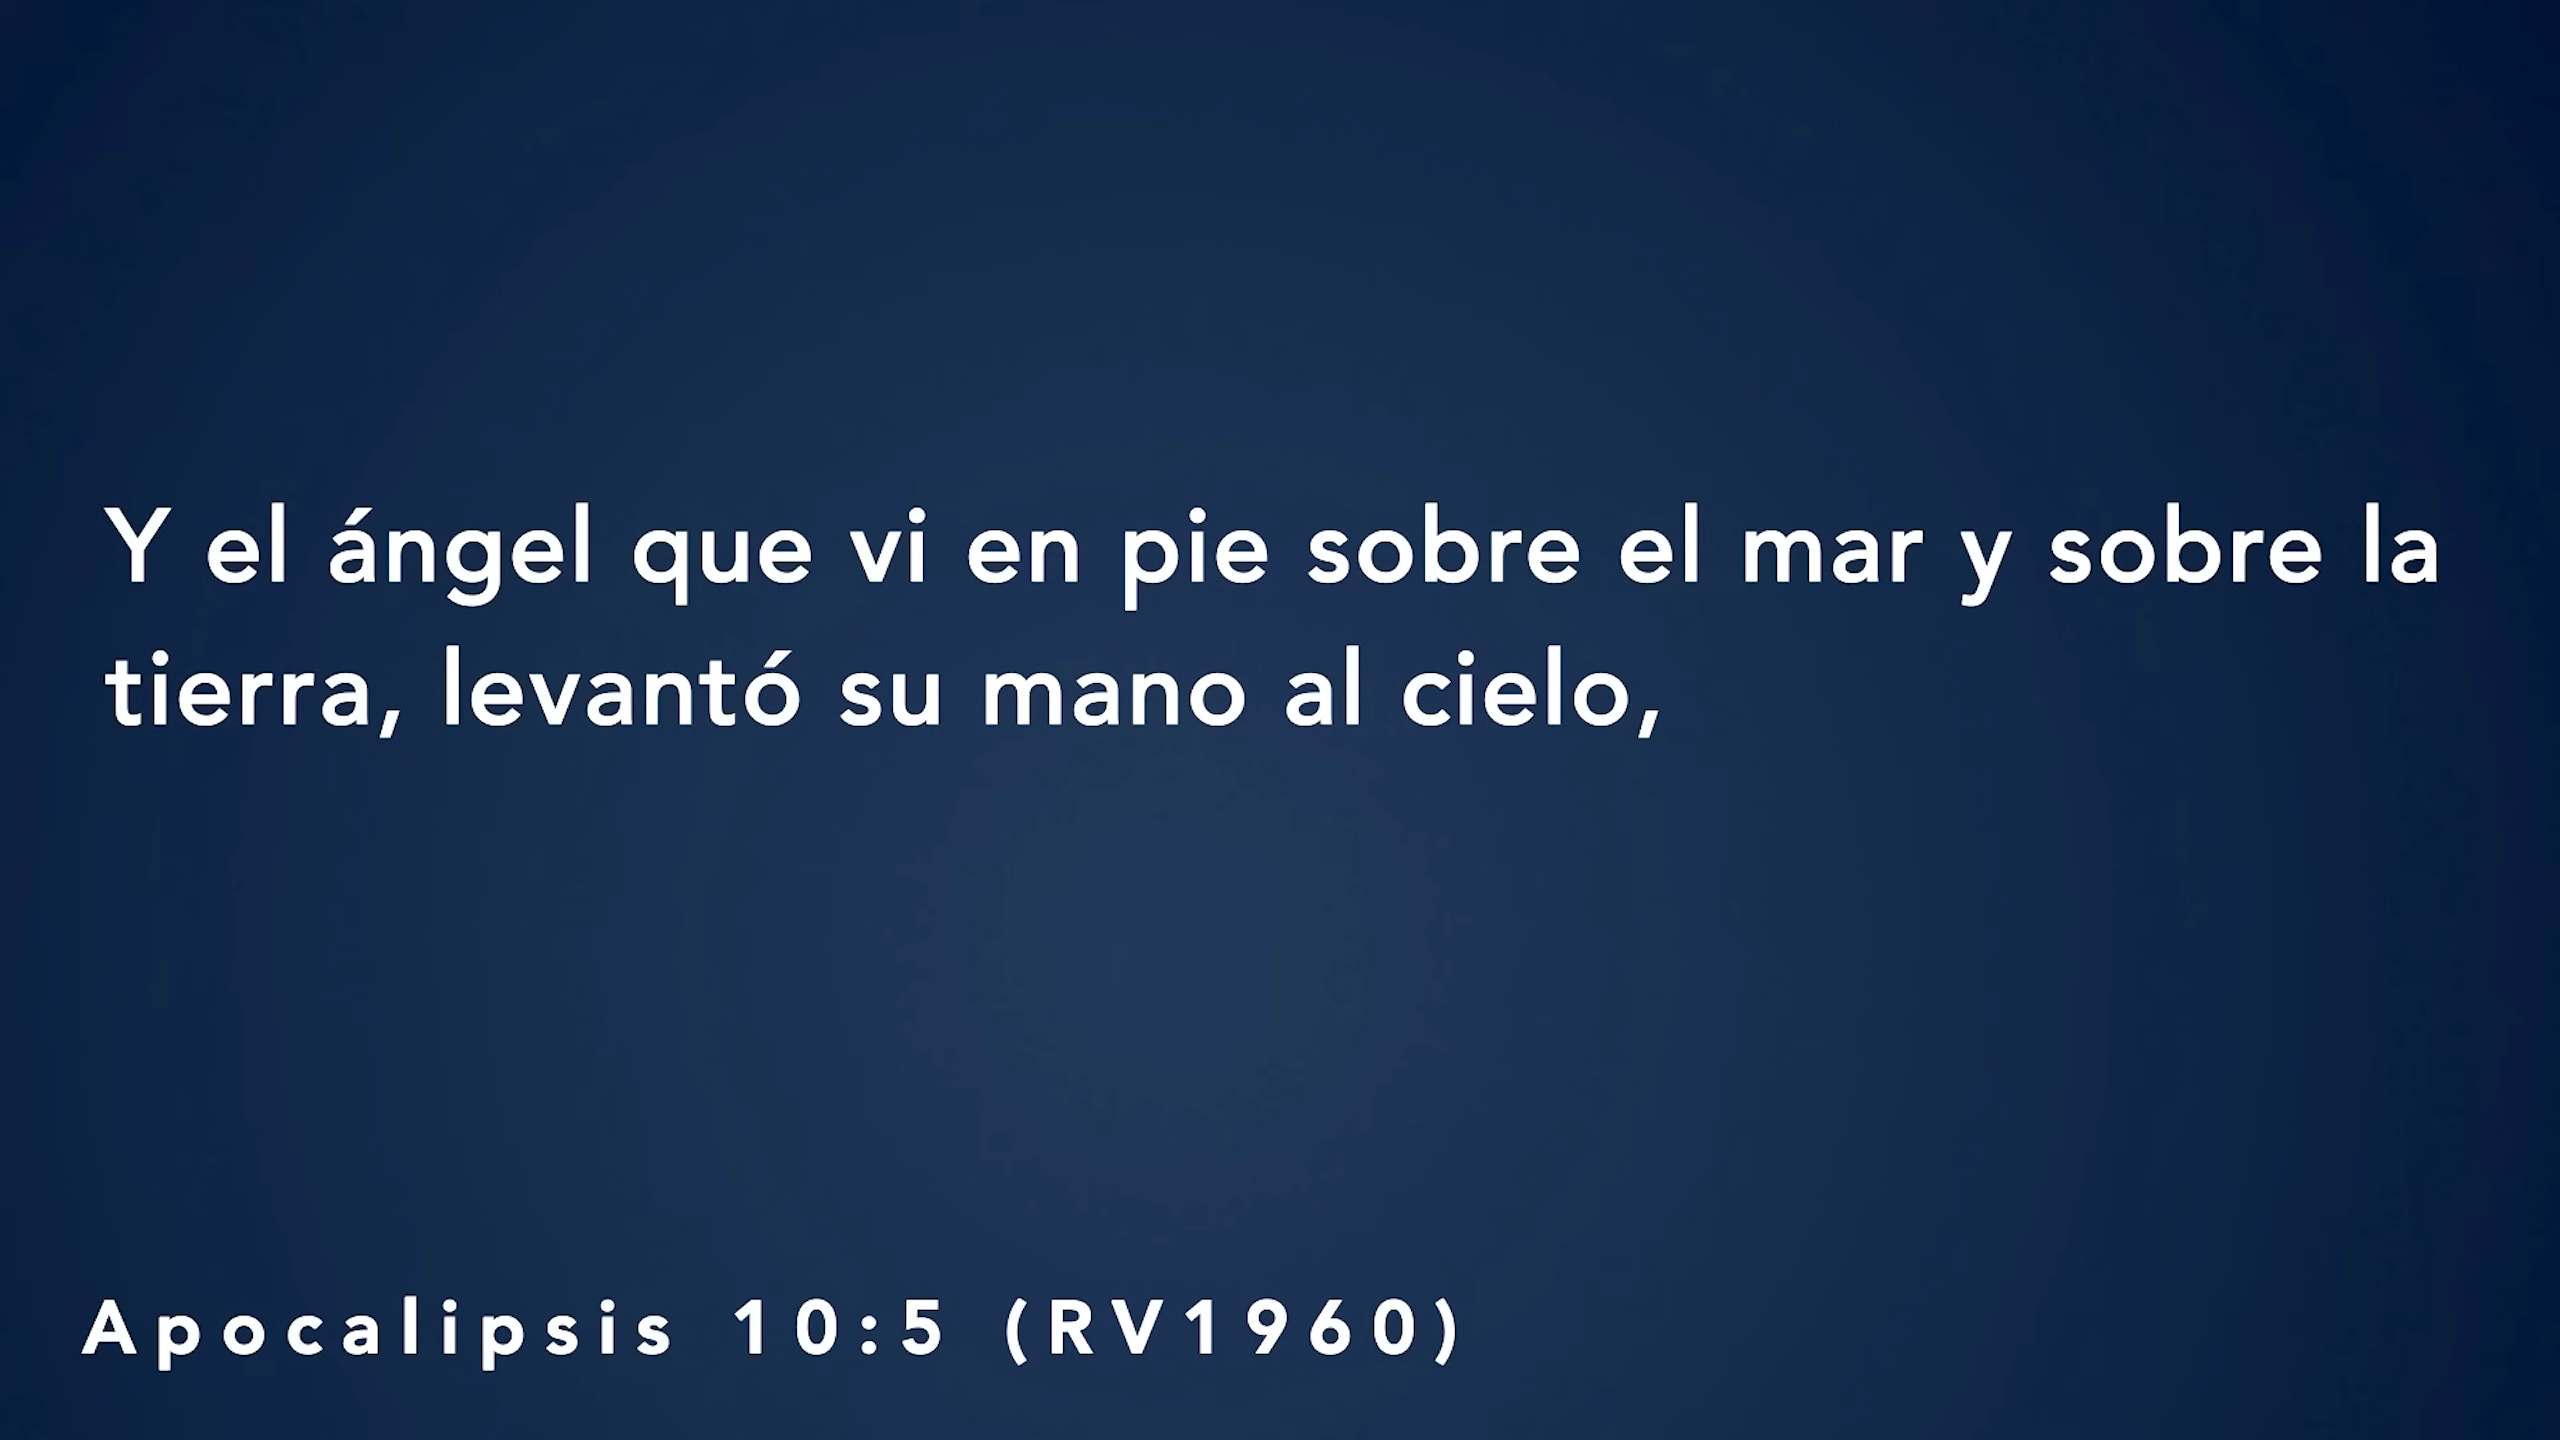 Y el ángel que vi en pie sobre el mar y sobre la
tierra, levantó su mano al cielo,
Apocalipsis 10:5 (RV1960)